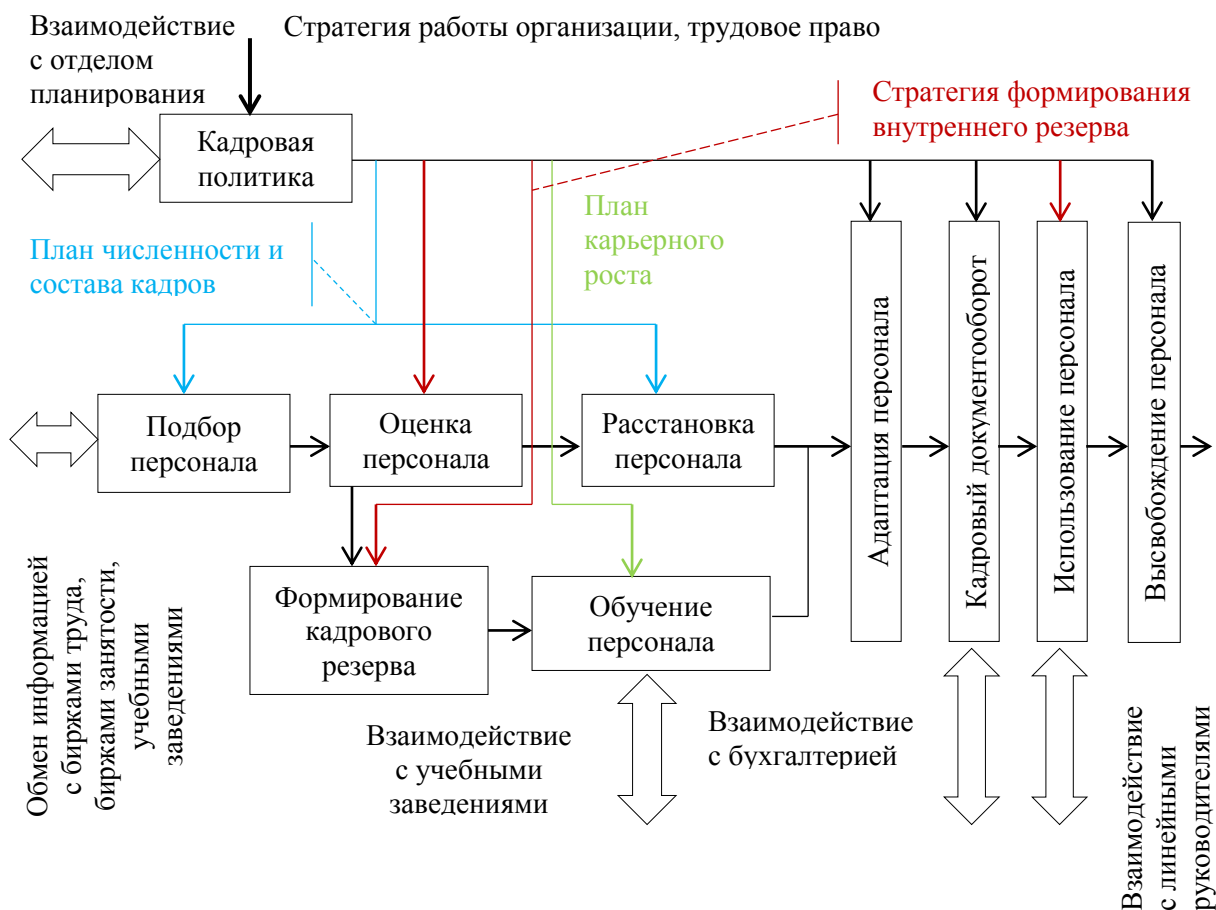 Взаимодействие
с отделом
планирования
Стратегия работы организации, трудовое право
Стратегия формирования
внутреннего резерва
Кадровая
политика
План численности и
состава кадров
План
карьерного
роста
Подбор
персонала
Оценка
персонала
Расстановка
персонала
Адаптация персонала
Кадровый документооборот
Использование персонала
Высвобождение персонала
Формирование
кадрового
резерва
Обучение
персонала
Обмен информацией
с биржами труда,
биржами занятости,
учебными
заведениями
Взаимодействие
с учебными
заведениями
Взаимодействие
с бухгалтерией
Взаимодействие
с линейными
руководителями